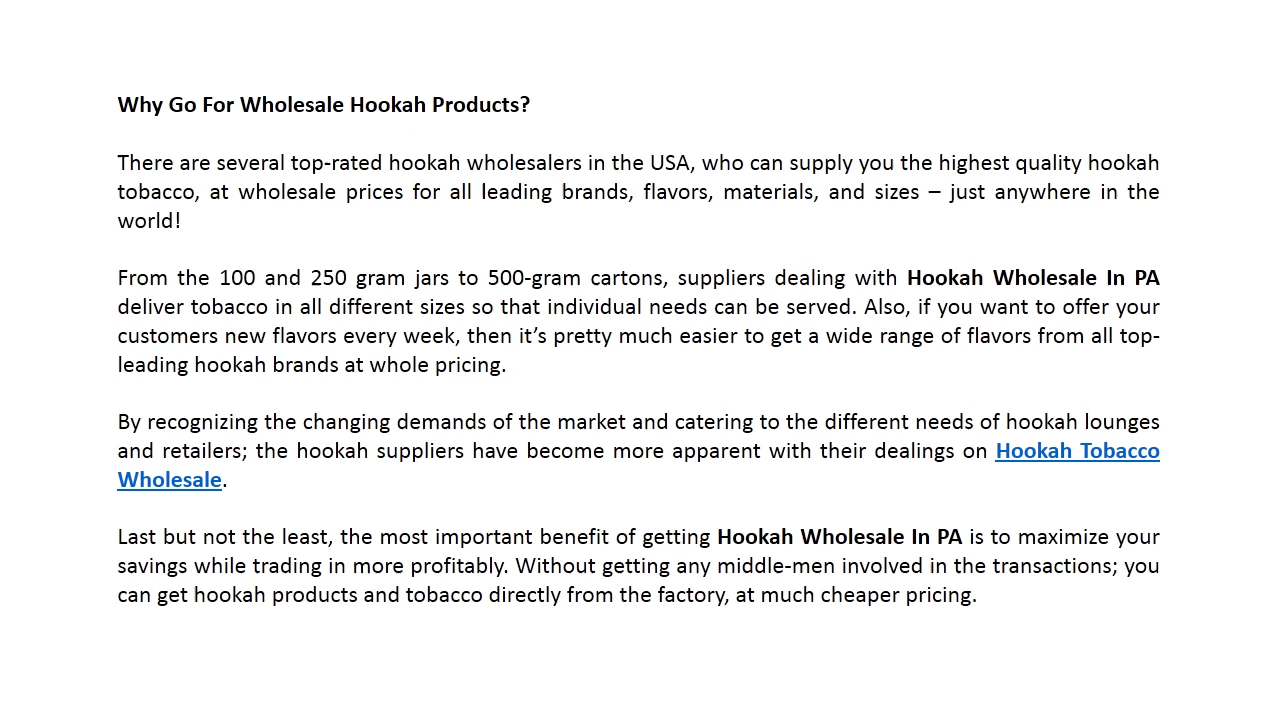 Why Go For Wholesale Hookah Products?
There are several top-rated hookah wholesalers in the USA, who can supply you the highest quality hookah
tobacco, at wholesale prices for all leading brands, flavors, materials, and sizes – just anywhere in the
world!
From the 100 and 250 gram jars to 500-gram cartons, suppliers dealing with Hookah Wholesale In PA
deliver tobacco in all different sizes so that individual needs can be served. Also, if you want to offer your
customers new flavors every week, then it’s pretty much easier to get a wide range of flavors from all top-
leading hookah brands at whole pricing.
By recognizing the changing demands of the market and catering to the different needs of hookah lounges
and retailers; the hookah suppliers have become more apparent with their dealings on Hookah Tobacco
Wholesale.
Last but not the least, the most important benefit of getting Hookah Wholesale In PA is to maximize your
savings while trading in more profitably. Without getting any middle-men involved in the transactions; you
can get hookah products and tobacco directly from the factory, at much cheaper pricing.